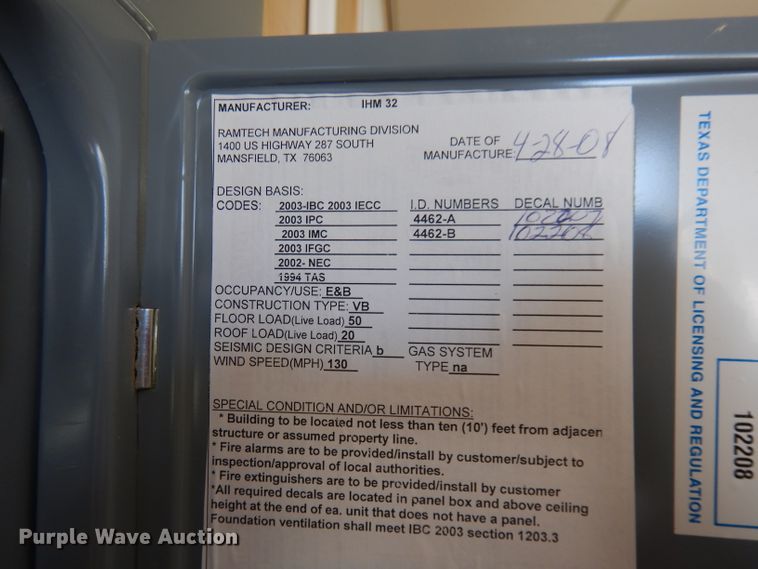 MANUFACTURER: IHM 32
RAMTECH MANUFACTURING DIVISION
1400 US HIGHWAY 287 SOUTH
MANSFIELD, TX 76063
DATE OF
MANUFACTURE: 4-28-08
DESIGN BASIS:
CODES: 2003-IBC 2003 IECC I.D. NUMBERS DECAL NUMB
2003 IPC 4462-A 102207
2003 IMC 4462-B 102208
2003 IFGC
2002- NEC
1994 TAS
OCCUPANCY/USE: E&B
CONSTRUCTION TYPE: VB
FLOOR LOAD(Live Load) 50
ROOF LOAD(Live Load) 20
SEISMIC DESIGN CRITERIA b GAS SYSTEM
WIND SPEED(MPH) 130 TYPE na
SPECIAL CONDITION AND/OR LIMITATIONS:
* Building to be located not less than ten (10') feet from adjacen
structure or assumed property line.
* Fire alarms are to be provided/install by customer/subject to
inspection/approval of local authorities.
* Fire extinguishers are to be provided/install by customer
*All required decals are located in panel box and above ceiling
height at the end of ea. unit that does not have a panel.
Foundation ventilation shall meet IBC 2003 section 1203.3
TEXAS DEPARTMENT OF LICENSING AND REGULATION
102208
Purple Wave Auction®